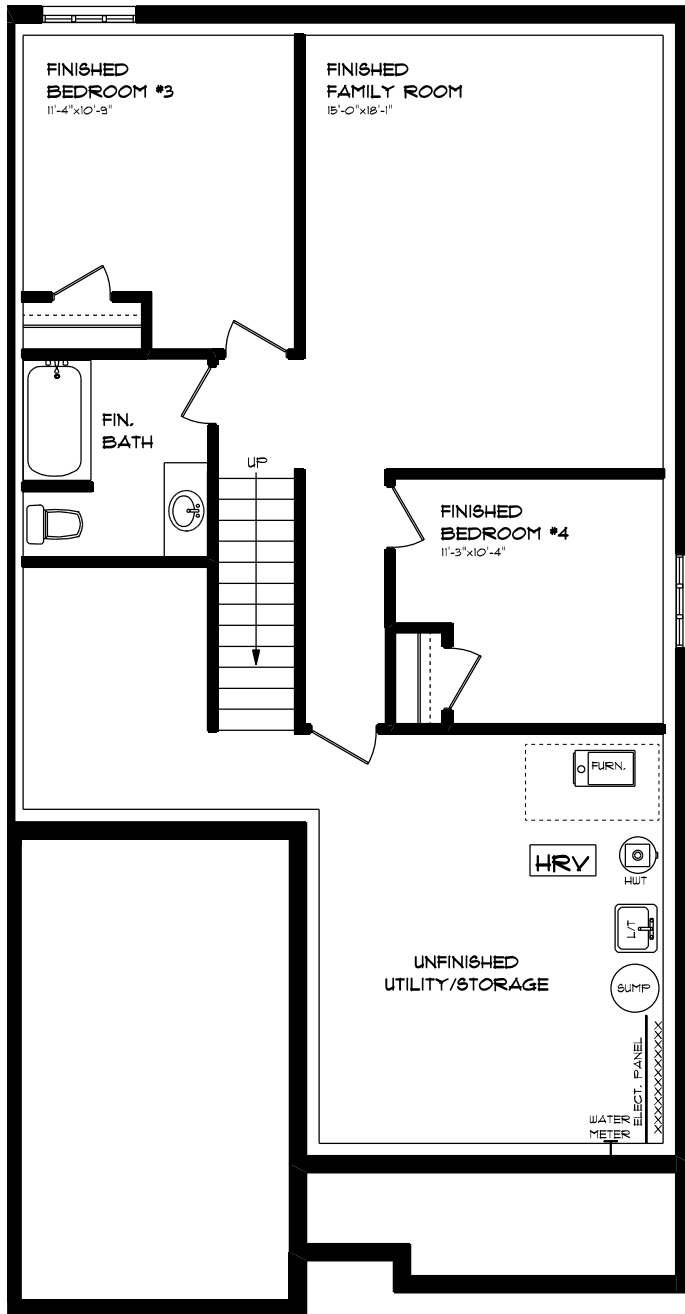 FINISHED
BEDROOM #3
11'-4"x10'-9"
FINISHED
FAMILY ROOM
15'-0"x18'-1"
FIN.
BATH
UP
FINISHED
BEDROOM #4
11'-3"x10'-4"
FURN.
HRV
HWT
L/T
UNFINISHED
UTILITY/STORAGE
SUMP
ELECT. PANEL
WATER
METER